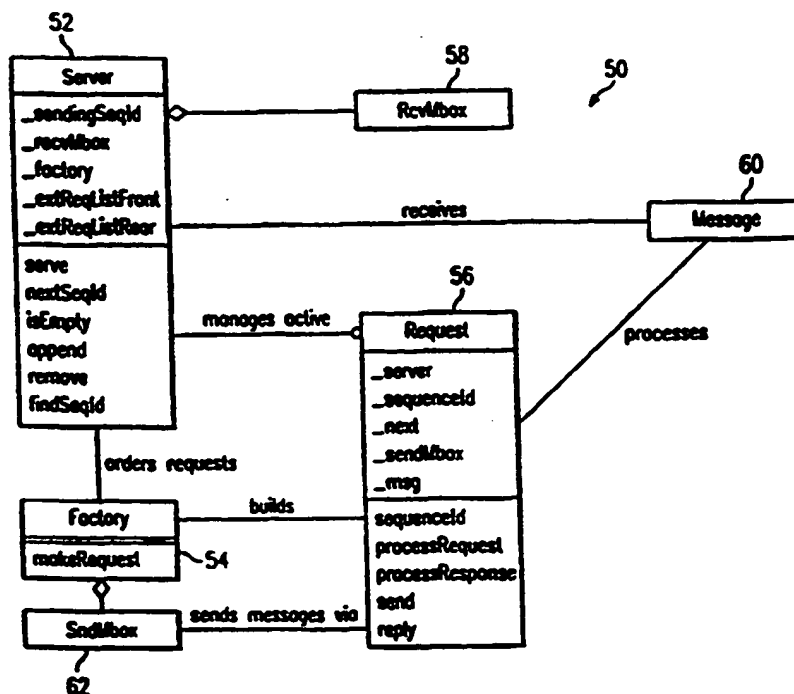 52
Server
_sendingSeqId
_recvMbox
_factory
_extReqListFront
_extReqListRear
serve
nextSeqId
isEmpty
append
remove
findSeqId
58
RcvMbox
50
60
Message
receives
manages active
56
Request
_server
_sequenceId
_next
_sendMbox
_msg
sequenceId
processRequest
processResponse
send
reply
processes
orders requests
Factory
makeRequest
54
builds
SndMbox
62
sends messages via